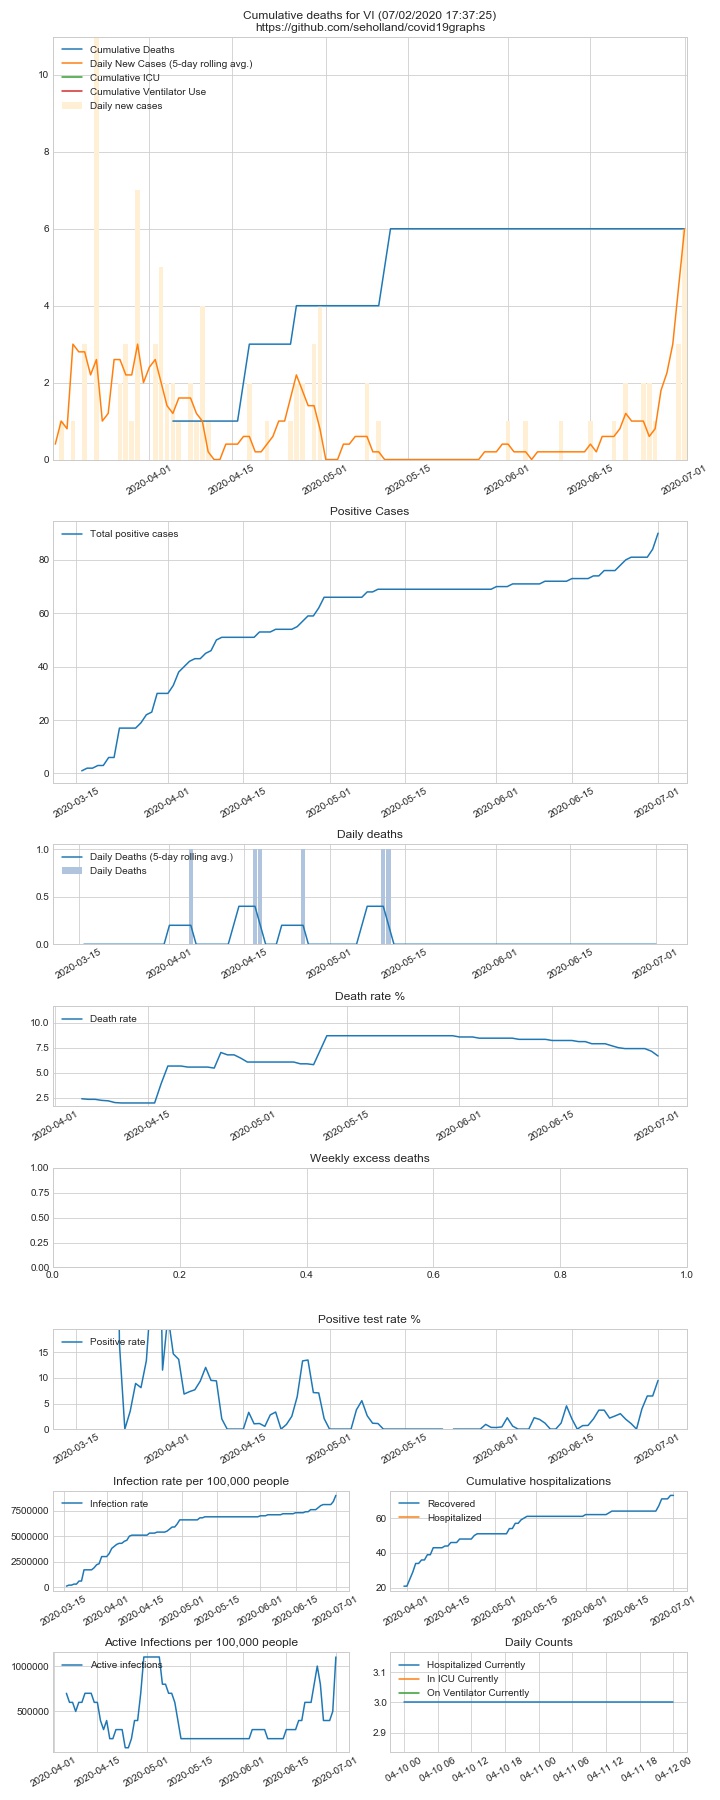 Cumulative deaths for VI (07/02/2020 17:37:25)
https://github.com/seholland/covid19graphs
Cumulative Deaths
Daily New Cases (5-day rolling avg.)
Cumulative ICU
Cumulative Ventilator Use
Daily new cases
10
8
6
4
2
0
2020-04-01 2020-04-15 2020-05-01 2020-05-15 2020-06-01 2020-06-15 2020-07-01
Positive Cases
Total positive cases
80
60
40
20
0
2020-03-15 2020-04-01 2020-04-15 2020-05-01 2020-05-15 2020-06-01 2020-06-15 2020-07-01
Daily deaths
Daily Deaths (5-day rolling avg.)
Daily Deaths
1.0
0.5
0.0
2020-03-15 2020-04-01 2020-04-15 2020-05-01 2020-05-15 2020-06-01 2020-06-15 2020-07-01
Death rate %
Death rate
10.0
7.5
5.0
2.5
2020-04-01 2020-04-15 2020-05-01 2020-05-15 2020-06-01 2020-06-15 2020-07-01
Weekly excess deaths
1.00
0.75
0.50
0.25
0.00
0.0 0.2 0.4 0.6 0.8 1.0
Positive test rate %
Positive rate
15
10
5
0
2020-03-15 2020-04-01 2020-04-15 2020-05-01 2020-05-15 2020-06-01 2020-06-15 2020-07-01
Infection rate per 100,000 people
Infection rate
7500000
5000000
2500000
0
2020-03-15 2020-04-01 2020-04-15 2020-05-01 2020-05-15 2020-06-01 2020-06-15 2020-07-01
Cumulative hospitalizations
Recovered
Hospitalized
60
40
20
2020-04-01 2020-04-15 2020-05-01 2020-05-15 2020-06-01 2020-06-15 2020-07-01
Active Infections per 100,000 people
Active infections
1000000
500000
2020-04-01 2020-04-15 2020-05-01 2020-05-15 2020-06-01 2020-06-15 2020-07-01
Daily Counts
Hospitalized Currently
In ICU Currently
On Ventilator Currently
3.1
3.0
2.9
04-10 00 04-10 06 04-10 12 04-10 18 04-11 00 04-11 06 04-11 12 04-11 18 04-12 00